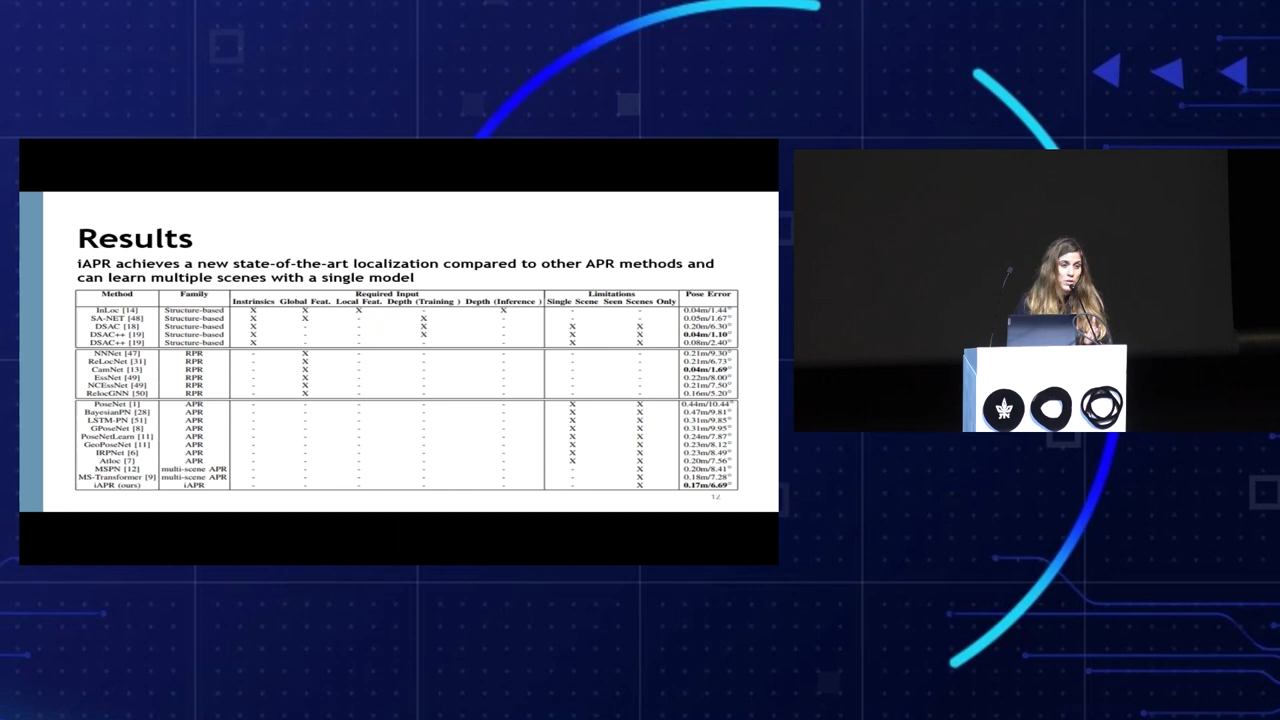 Results
iAPR achieves a new state-of-the-art localization compared to other APR methods and
can learn multiple scenes with a single model
Method Family Required Input Limitations Pose Error
Instrinsics Global Feat. Local Feat. Depth (Training ) Depth (Inference ) Single Scene Seen Scenes Only
InLoc [14] Structure-based X X X - X - - 0.04m/1.44°
SA-NET [48] Structure-based X X - X - - - 0.05m/1.67°
DSAC [18] Structure-based X - - X - X X 0.20m/6.30°
DSAC++ [19] Structure-based X - - X - X X 0.04m/1.10°
DSAC++ [19] Structure-based X - - - - X X 0.08m/2.40°
NNNet [47] RPR - X - - - - - 0.21m/9.30°
ReLocNet [31] RPR - X - - - - - 0.21m/6.73°
CamNet [13] RPR - X - - - - - 0.04m/1.69°
EssNet [49] RPR - X - - - - - 0.22m/8.00°
NCEssNet [49] RPR - X - - - - - 0.21m/7.50°
RelocGNN [50] RPR - X - - - - - 0.16m/5.20°
PoseNet [1] APR - - - - - X X 0.44m/10.44°
BayesianPN [28] APR - - - - - X X 0.47m/9.81°
LSTM-PN [51] APR - - - - - X X 0.31m/9.85°
GPoseNet [8] APR - - - - - X X 0.31m/9.95°
PoseNetLearn [11] APR - - - - - X X 0.24m/7.87°
GeoPoseNet [11] APR - - - - - X X 0.23m/8.12°
IRPNet [6] APR - - - - - X X 0.23m/8.49°
Atloc [7] APR - - - - - X X 0.20m/7.56°
MSPN [12] multi-scene APR - - - - - - X 0.20m/8.41°
MS-Transformer [9] multi-scene APR - - - - - - X 0.18m/7.28°
iAPR (ours) iAPR - - - - - - X 0.17m/6.69°
12